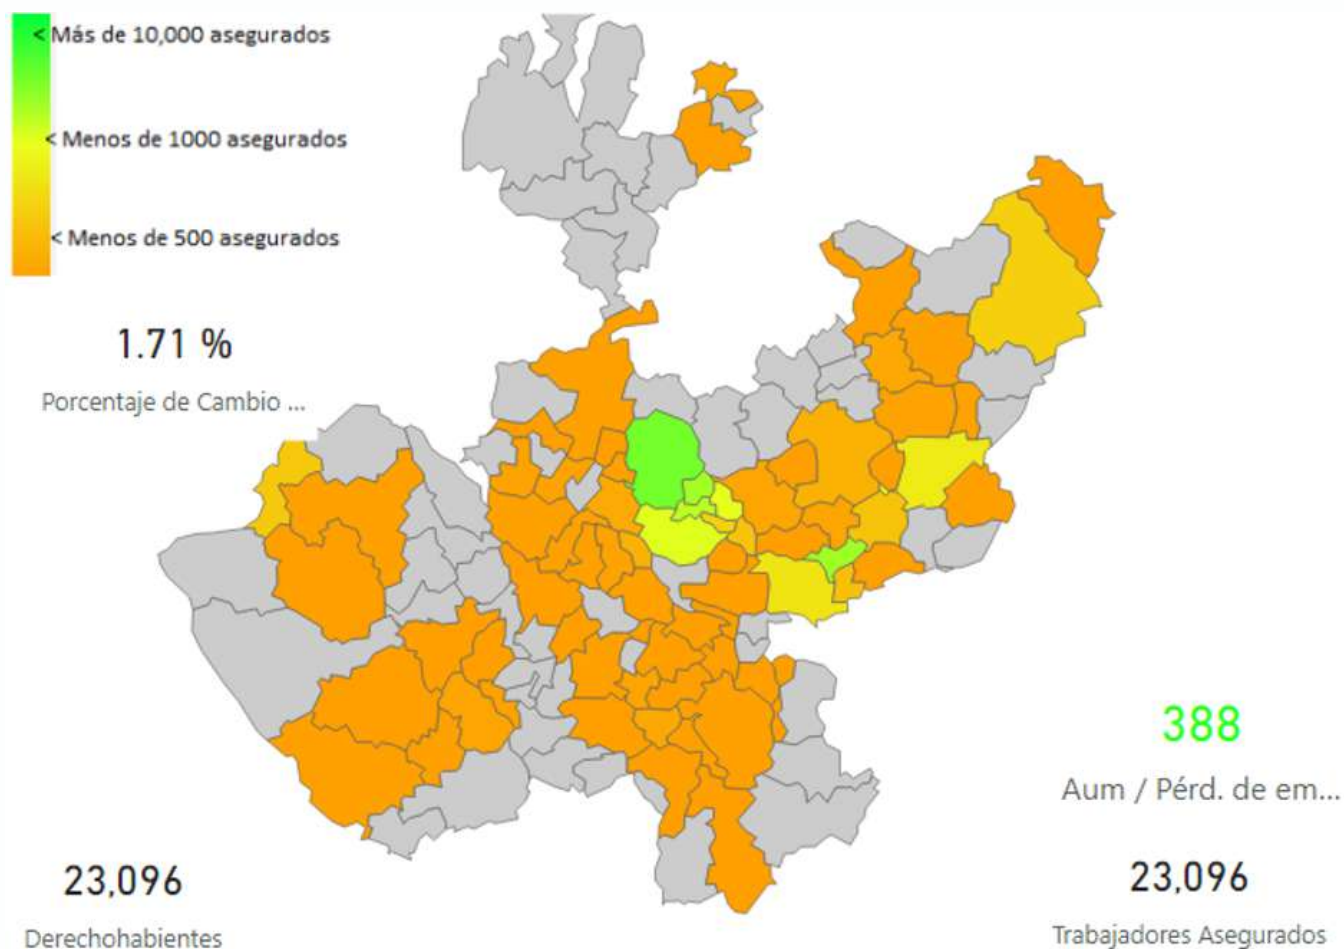 < Más de 10,000 asegurados
< Menos de 1000 asegurados
< Menos de 500 asegurados
1.71 %
Porcentaje de Cambio ...
388
Aum / Pérd. de em...
23,096
Derechohabientes
23,096
Trabajadores Asegurados